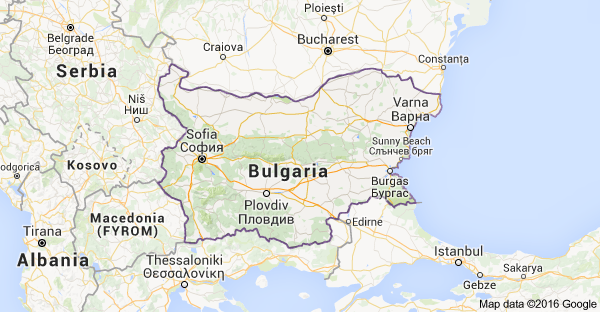 Ploiești
Belgrade
Београд
Craiova
Bucharest
Constanța
Serbia
Niš
Ниш
Varna
Варна
Sofia
София
Sunny Beach
Слънчев бряг
Kosovo
odgorica
Bulgaria
Burgas
Бургас
Plovdiv
Пловдив
Macedonia
(FYROM)
Edirne
Tirana
Albania
Thessaloniki
Θεσσαλονίκη
Istanbul
Sakarya
Gebze
Map data ©2016 Google